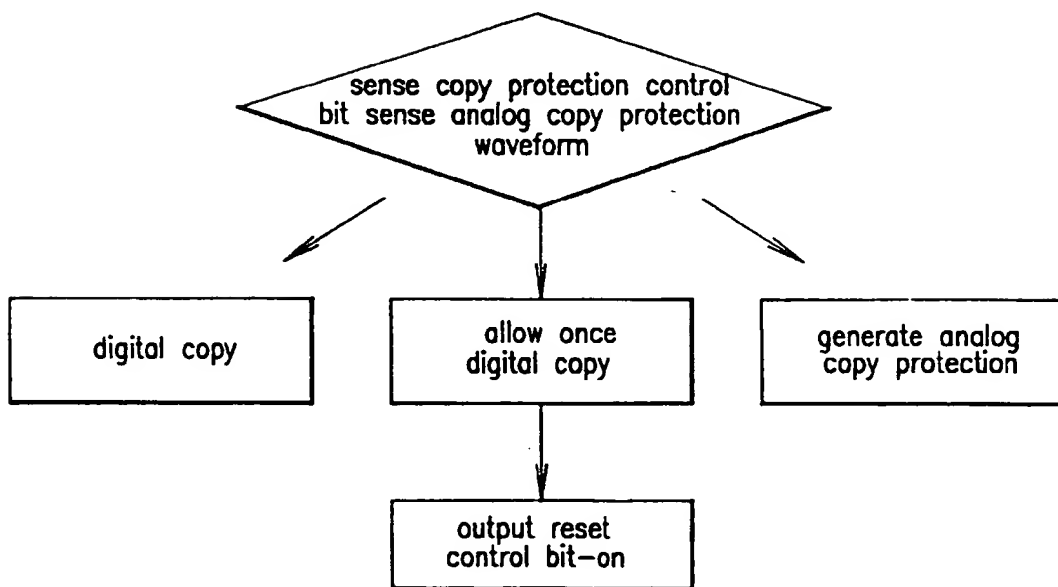 sense copy protection control
bit sense analog copy protection
waveform
digital copy
allow once
digital copy
generate analog
copy protection
output reset
control bit-on